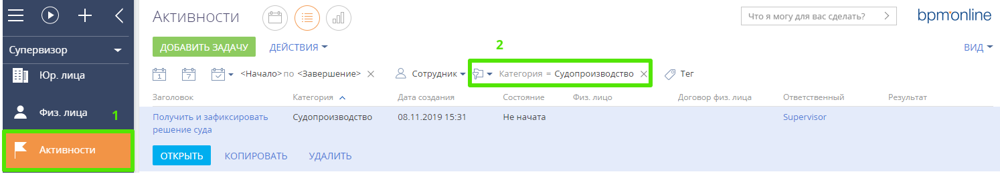 Активности
Что я могу для вас сделать?
bpmonline
Супервизор
ДОБАВИТЬ ЗАДАЧУ
ДЕЙСТВИЯ
2
ВИД
Юр. лица
1
7
<Начало> по <Завершение>
Сотрудник
Категория = Судопроизводство
Тег
Заголовок
Категория
Дата создания
Состояние
Физ. лицо
Договор физ. лица
Ответственный
Результат
Физ. лица
1
Получить и зафиксировать
решение суда
Судопроизводство
08.11.2019 15:31
Не начата
Supervisor
Активности
ОТКРЫТЬ
КОПИРОВАТЬ
УДАЛИТЬ